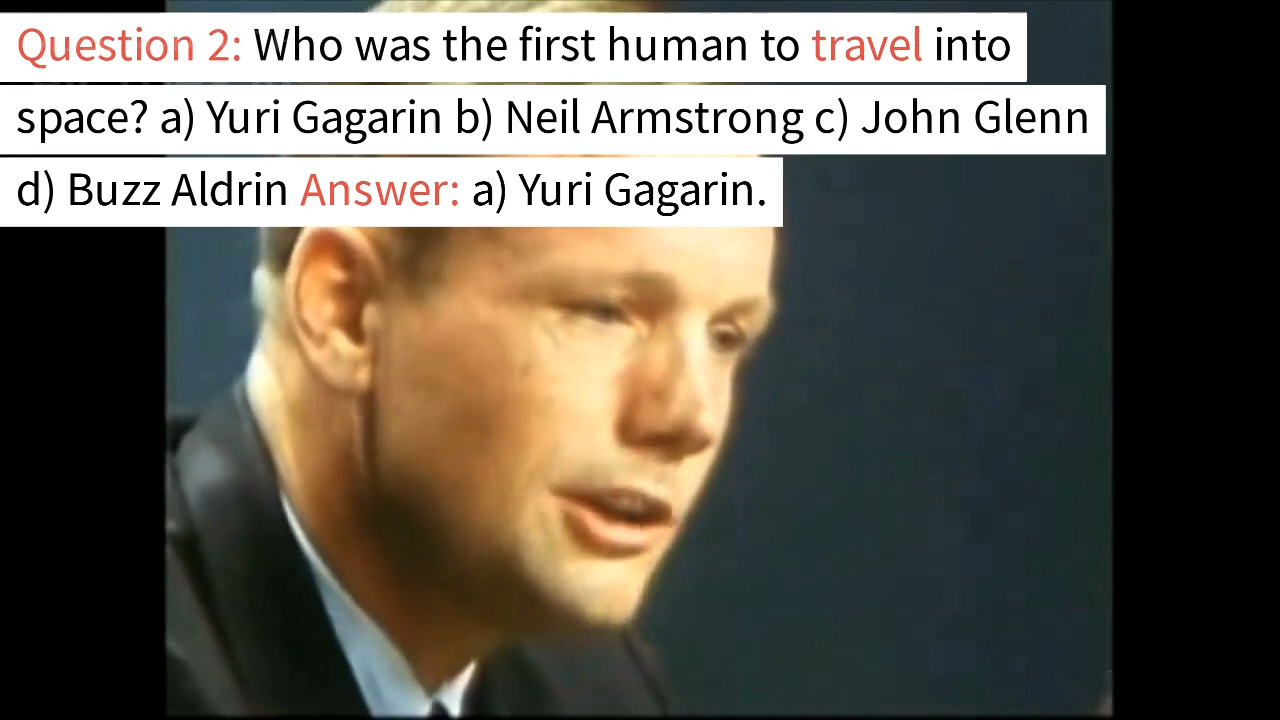 Question 2: Who was the first human to travel into
space? a) Yuri Gagarin b) Neil Armstrong c) John Glenn
d) Buzz Aldrin Answer: a) Yuri Gagarin.